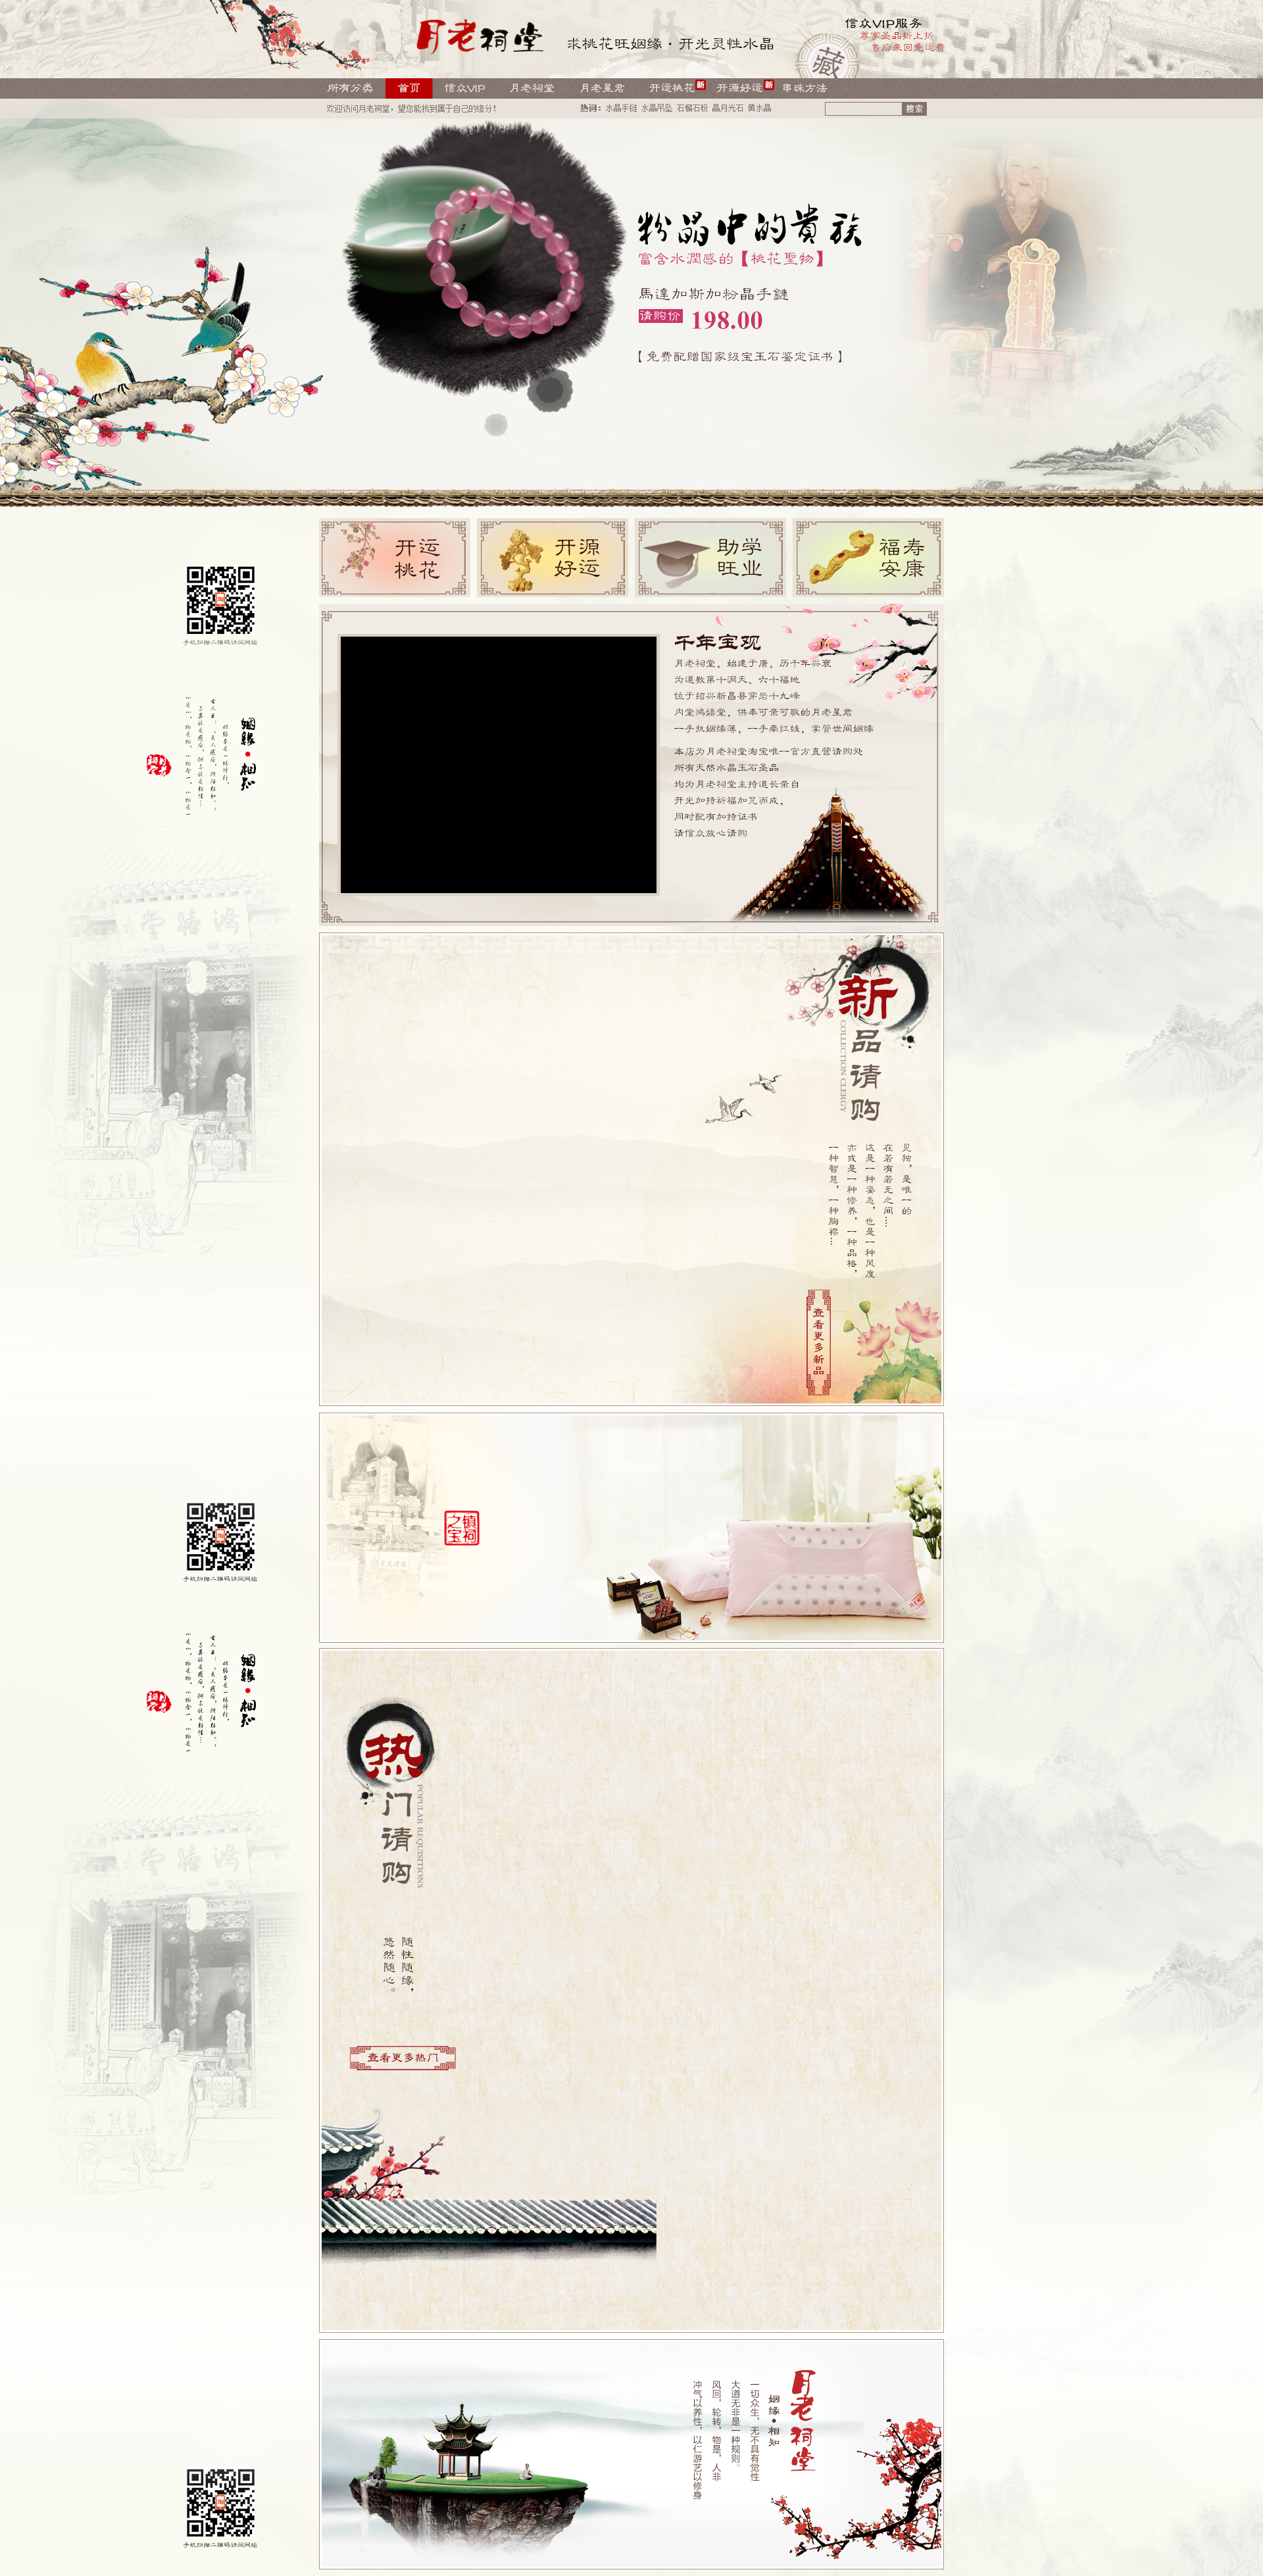 月老祠堂
求桃花旺姻缘·开光灵性水晶
信众VIP服务
尊享圣品折上折
售后来回免运费
藏
所有分类 首页 信众VIP 月老祠堂 月老星君 开运桃花 新 开源好运 新 串珠方法
欢迎访问月老祠堂，望您能找到属于自己的缘分！
热词： 水晶手链 水晶吊坠 石榴石粉 晶月光石 黄水晶
搜索
粉晶中的貴族
富含水潤感的【桃花聖物】
馬達加斯加粉晶手鏈
请购价 198.00
【免费配赠国家级宝玉石鉴定证书】
开运
桃花
开源
好运
助学
旺业
福寿
安康
手机扫描二维码访问网站
姻緣·相知
千年宝观
月老祠堂，始建于唐，历千年兴衰
为道教第十洞天、六十福地
位于绍兴新昌县穿岩十九峰
内堂鸿禧堂，供奉可亲可敬的月老星君
一手执姻缘薄，一手牵红线，掌管世间姻缘
本店为月老祠堂淘宝唯一官方直营请购处
所有天然水晶玉石圣品
均为月老祠堂主持道长亲自
开光加持祈福加咒而成，
同时配有加持证书
请信众放心请购
新
品请购
COLLECTION CLERGY
见独，是唯一的
在若有若无之间…
这是一种姿态，也是一种风度
亦或是一种修养，一种品格，
一种智慧，一种胸襟…
查看更多新品
镇祠
之宝
手机扫描二维码访问网站
姻緣·相知
热
门请购
POPULAR REQUISITIONS
随性随缘，
悠然随心。
查看更多热门
月老祠堂
姻缘·相知
一切众生，无不具有觉性
大道无非是一种规则。
风回，轮转，物是，人非
冲气以养性，以仁游艺以修身
手机扫描二维码访问网站